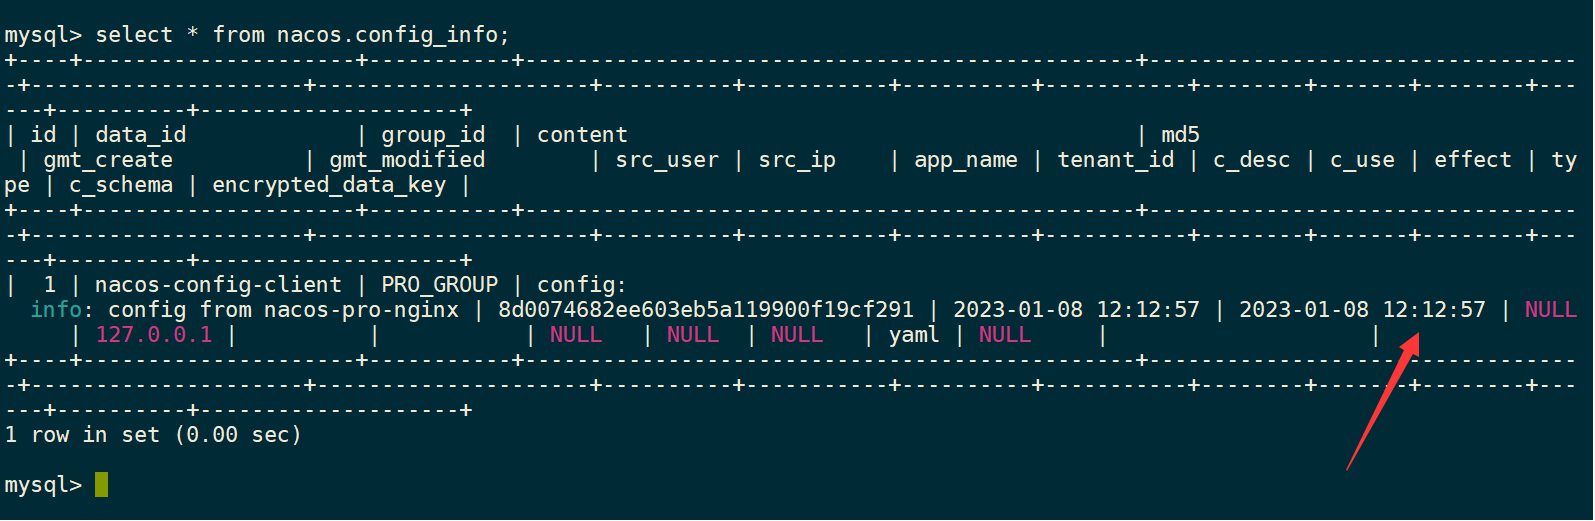 mysql> select * from nacos.config_info;
+----+---------------------+-----------+-----------------------------------------------+---------------------------------
-+---------------------+---------------------+----------+-----------+----------+-----------+--------+-------+--------+---
---+----------+--------------------+
| id | data_id             | group_id  | content                                       | md5
 | gmt_create          | gmt_modified        | src_user | src_ip    | app_name | tenant_id | c_desc | c_use | effect | ty
pe | c_schema | encrypted_data_key |
+----+---------------------+-----------+-----------------------------------------------+---------------------------------
-+---------------------+---------------------+----------+-----------+----------+-----------+--------+-------+--------+---
---+----------+--------------------+
|  1 | nacos-config-client | PRO_GROUP | config:
  info: config from nacos-pro-nginx | 8d0074682ee603eb5a119900f19cf291 | 2023-01-08 12:12:57 | 2023-01-08 12:12:57 | NULL
     | 127.0.0.1 |          |           | NULL   | NULL  | NULL   | yaml | NULL     |                    |
+----+---------------------+-----------+-----------------------------------------------+---------------------------------
-+---------------------+---------------------+----------+-----------+----------+-----------+--------+-------+--------+---
---+----------+--------------------+
1 row in set (0.00 sec)
mysql>